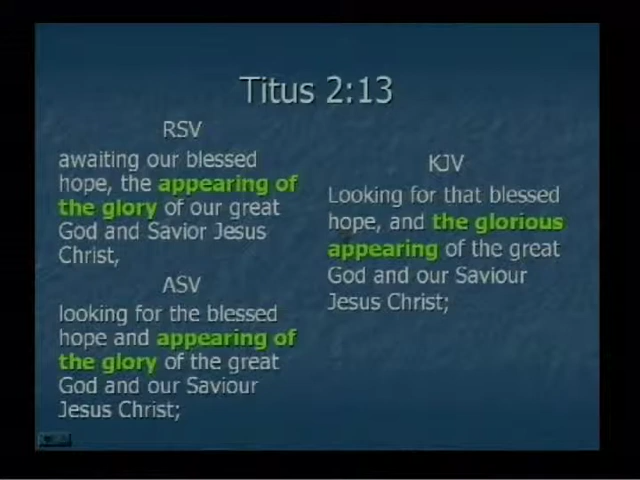 Titus 2:13
RSV
awaiting our blessed
hope, the appearing of
the glory of our great
God and Savior Jesus
Christ,
ASV
looking for the blessed
hope and appearing of
the glory of the great
God and our Saviour
Jesus Christ;
KJV
Looking for that blessed
hope, and the glorious
appearing of the great
God and our Saviour
Jesus Christ;